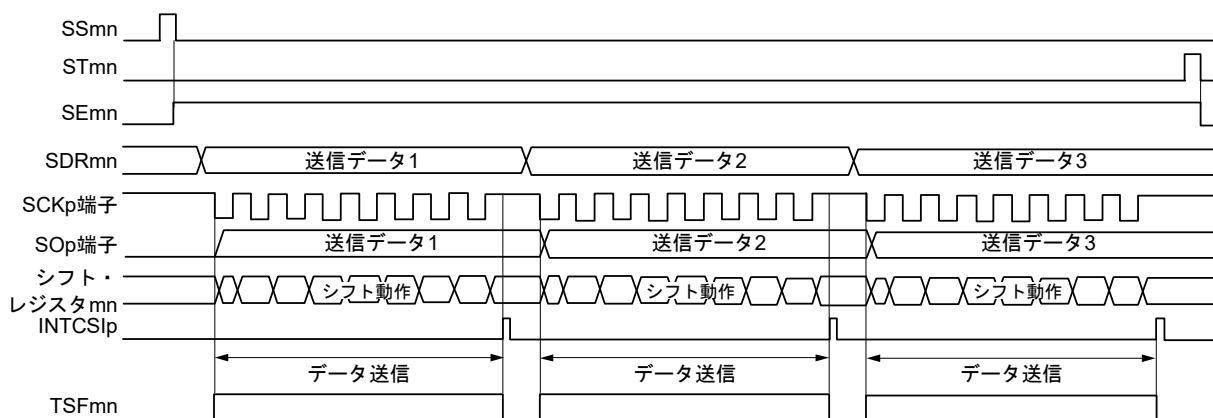 SSmn
STmn
SEmn
SDRmn 送信データ1 送信データ2 送信データ3
SCKp端子
SOp端子 送信データ1 送信データ2 送信データ3
シフト・
レジスタmn シフト動作 シフト動作 シフト動作
INTCSIp
データ送信 データ送信 データ送信
TSFmn